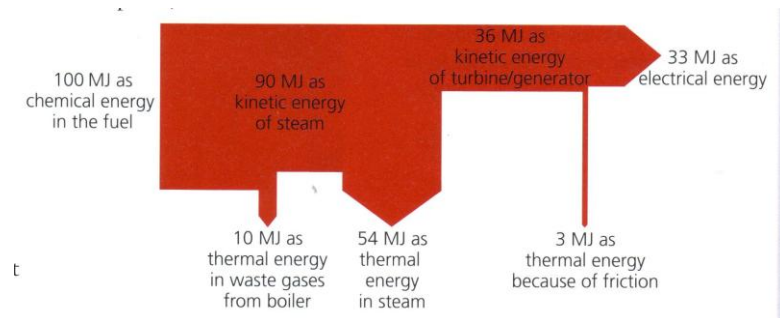 100 MJ as
chemical energy
in the fuel
90 MJ as
kinetic energy
of steam
36 MJ as
kinetic energy
of turbine/generator
33 MJ as
electrical energy
10 MJ as
thermal energy
in waste gases
from boiler
54 MJ as
thermal
energy
in steam
3 MJ as
thermal energy
because of friction
t